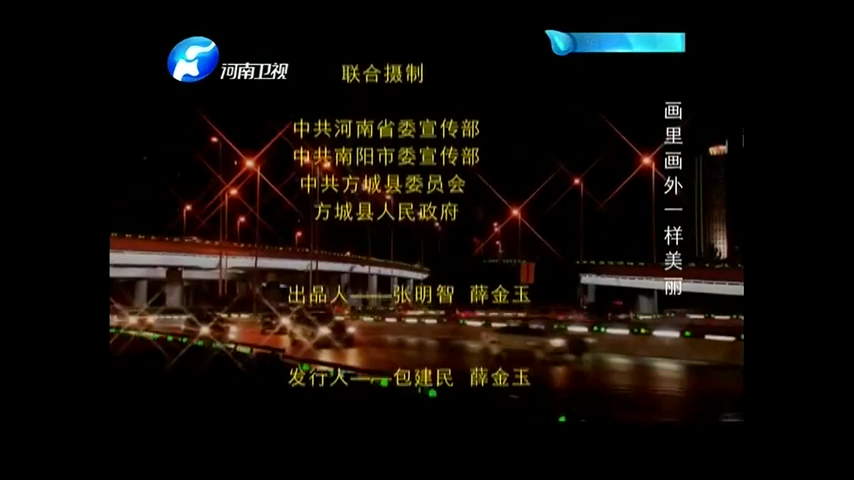 河南卫视
联合摄制
中共河南省委宣传部
中共南阳市委宣传部
中共方城县委员会
方城县人民政府
出品人——张明智 薛金玉
发行人——包建民 薛金玉
画里画外一样美丽